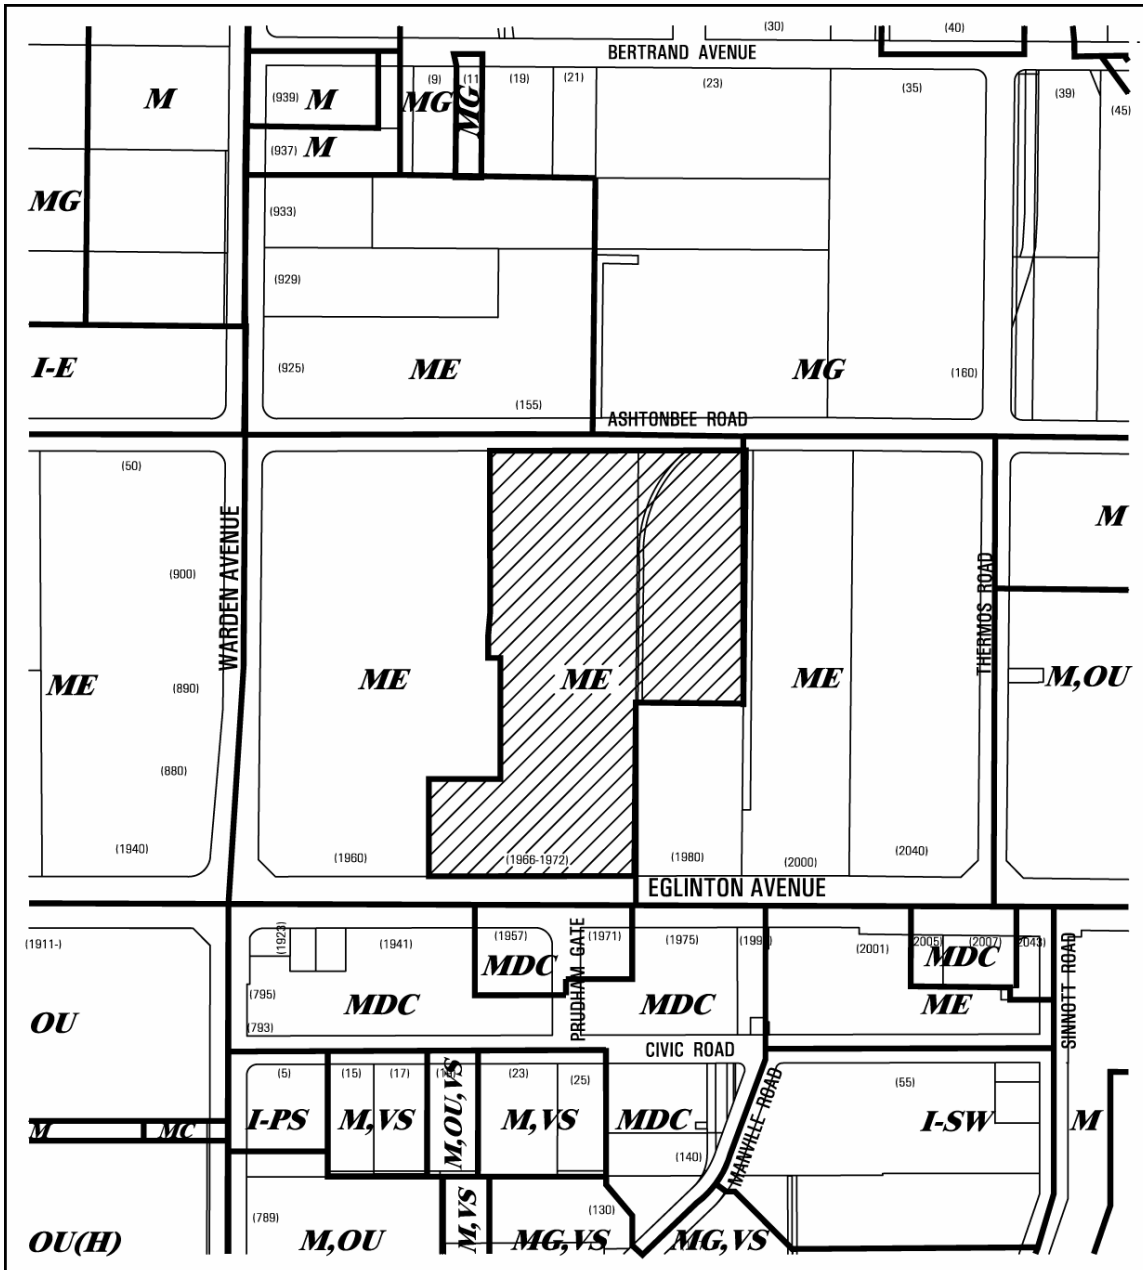 (30)
(40)
BERTRAND AVENUE
(9)
(11
(19)
(21)
(23)
(35)
(39)
(45)
M
(939)
M
MG
MG
(937)
M
MG
(933)
(929)
I-E
(925)
ME
MG
(160)
(155)
ASHTONBEE ROAD
(50)
M
WARDEN AVENUE
(900)
THERMOS ROAD
ME
(890)
ME
ME
ME
M,OU
(880)
(1940)
(1960)
(1966-1972)
(1980)
(2000)
(2040)
EGLINTON AVENUE
(1911-)
(1923)
(1941)
(1957)
PRUDHAM GATE
(1971)
(1975)
(199
(2001)
(2005)
(2007)
2043)
SINNOTT ROAD
MDC
MDC
(795)
MDC
MDC
ME
OU
(793)
CIVIC ROAD
(5)
(15)
(17)
(23)
(25)
(55)
I-PS
M,VS
M,OU,VS
M,VS
MDC
MANVILLE ROAD
I-SW
M
M
MC
(140)
(789)
(130)
OU(H)
M,OU
M,VS
MG,VS
MG,VS